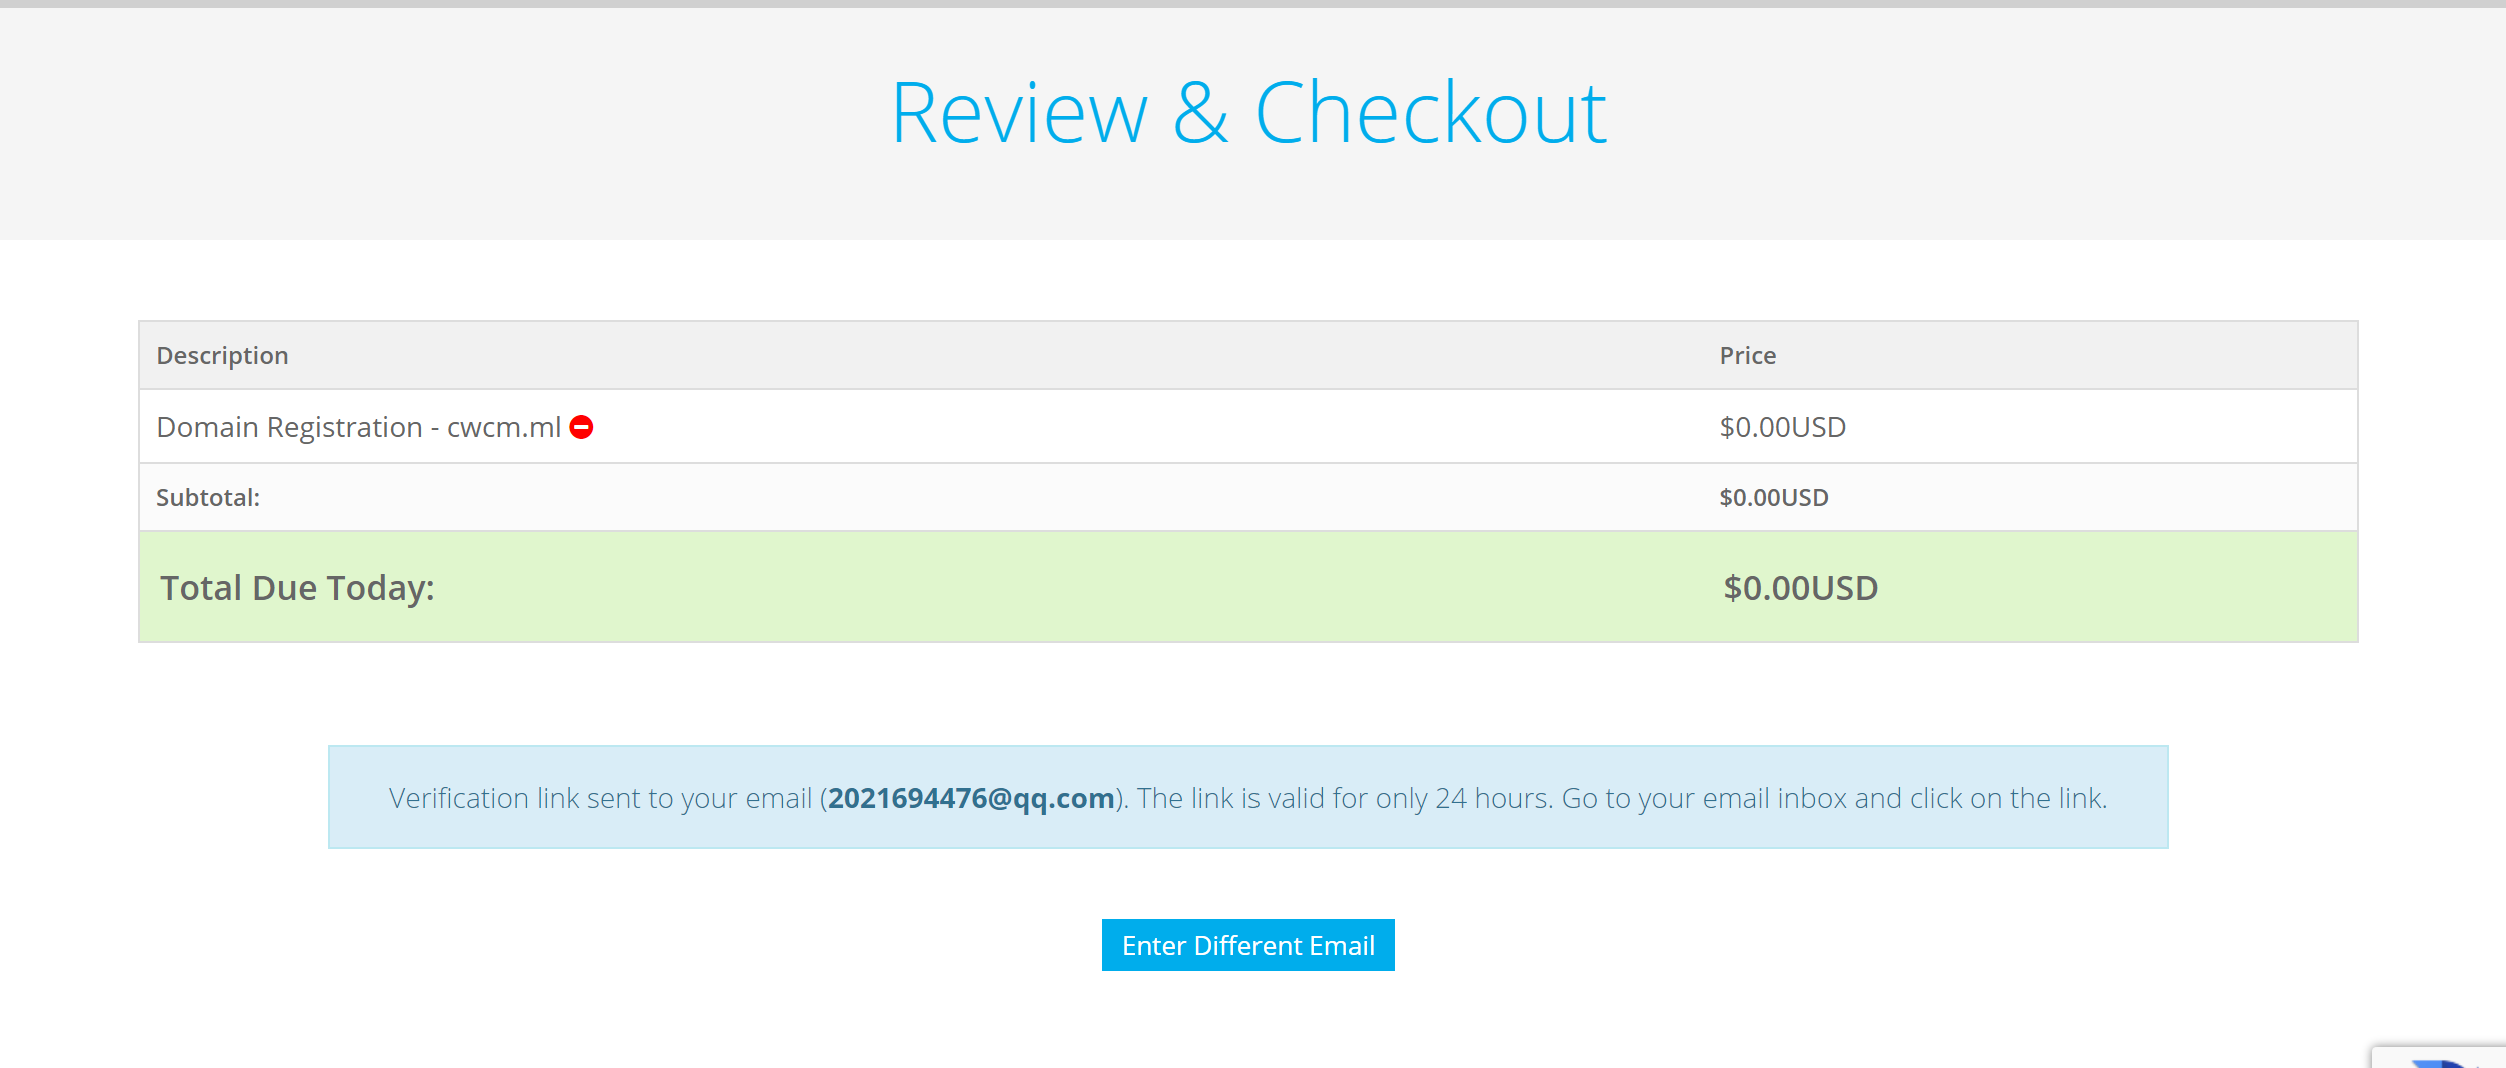 Review & Checkout
Description Price
Domain Registration - cwcm.ml $0.00USD
Subtotal: $0.00USD
Total Due Today: $0.00USD
Verification link sent to your email (2021694476@qq.com). The link is valid for only 24 hours. Go to your email inbox and click on the link.
Enter Different Email